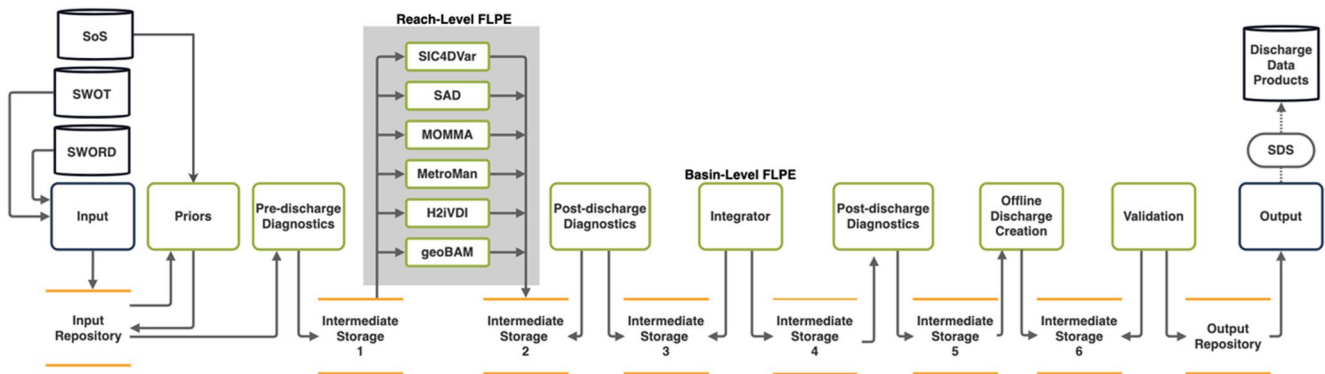 Reach-Level FLPE
SoS
SWOT
SWORD
Input
Priors
Pre-discharge
Diagnostics
SIC4DVar
SAD
MOMMA
MetroMan
H2iVDI
geoBAM
Post-discharge
Diagnostics
Basin-Level FLPE
Integrator
Post-discharge
Diagnostics
Offline
Discharge
Creation
Validation
Discharge
Data
Products
SDS
Output
Input
Repository
Intermediate
Storage
1
Intermediate
Storage
2
Intermediate
Storage
3
Intermediate
Storage
4
Intermediate
Storage
5
Intermediate
Storage
6
Output
Repository